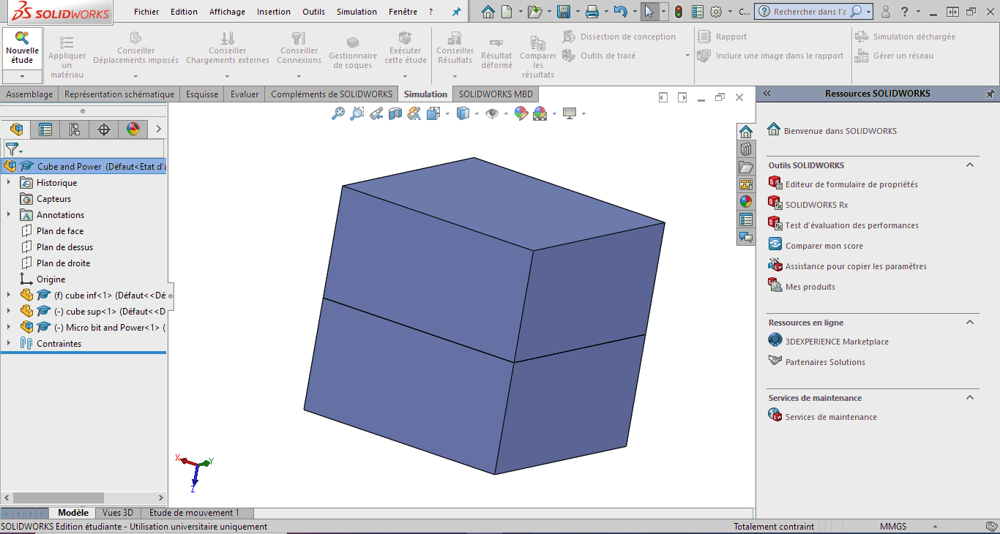 SOLIDWORKS
Fichier Edition Affichage Insertion Outils Simulation Fenêtre ?
C... Rechercher dans l'a ?
Nouvelle étude
Appliquer un matériau
Conseiller Déplacements imposés
Conseiller Chargements externes
Conseiller Connexions
Gestionnaire de coques
Exécuter cette étude
Conseiller Résultats
Résultat déformé
Comparer les résultats
Dissection de conception
Outils de tracé
Rapport
Inclure une image dans le rapport
Simulation déchargée
Gérer un réseau
Assemblage Représentation schématique Esquisse Evaluer Compléments de SOLIDWORKS Simulation SOLIDWORKS MBD
Cube and Power (Défaut<Etat d'a
Historique
Capteurs
Annotations
Plan de face
Plan de dessus
Plan de droite
Origine
(f) cube inf<1> (Défaut<<Dé
(-) cube sup<1> (Défaut<<D
(-) Micro bit and Power<1> (
Contraintes
X Y
Z
Ressources SOLIDWORKS
Bienvenue dans SOLIDWORKS
Outils SOLIDWORKS
Editeur de formulaire de propriétés
SOLIDWORKS Rx
Test d'évaluation des performances
Comparer mon score
Assistance pour copier les paramètres
Mes produits
Ressources en ligne
3DEXPERIENCE Marketplace
Partenaires Solutions
Services de maintenance
Services de maintenance
Modèle Vues 3D Etude de mouvement 1
SOLIDWORKS Edition étudiante - Utilisation universitaire uniquement
Totalement contraint MMGS